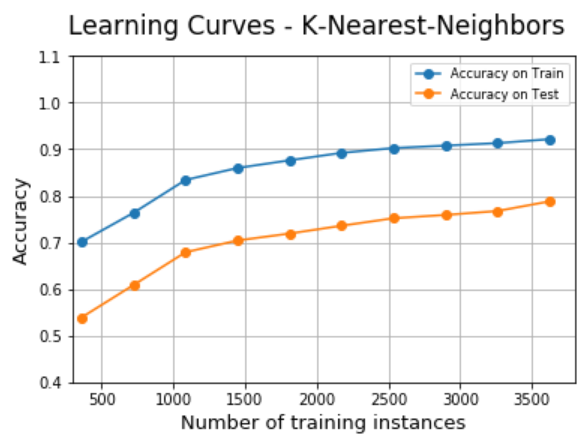 Learning Curves - K-Nearest-Neighbors
1.1
1.0
0.9
0.8
0.7
0.6
0.5
0.4
Accuracy
Accuracy on Train
Accuracy on Test
500 1000 1500 2000 2500 3000 3500
Number of training instances